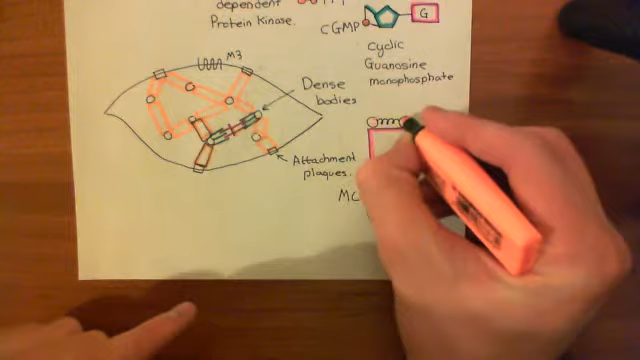 dependent
Protein Kinase.
G
cGMP
cyclic
Guanosine
monophosphate
M3
Dense
bodies
Attachment
plaques.
MC